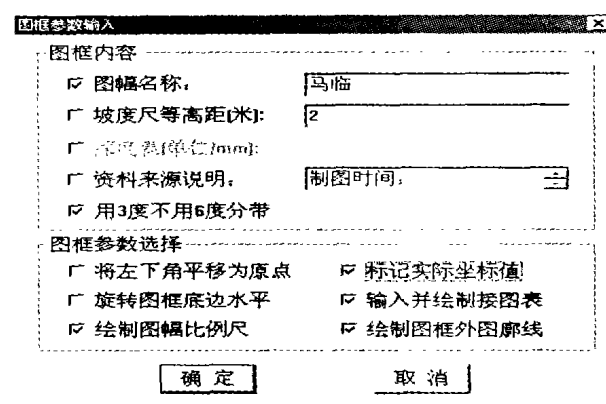 图框参数输入
图框内容
图幅名称: 马临
坡度尺等高距(米): 2
资料来源说明: 制图时间:
用3度不用6度分带
图框参数选择
将左下角平移为原点 标记实际坐标值
旋转图框底边水平 输入并绘制接图表
绘制图幅比例尺 绘制图框外图廓线
确定 取消